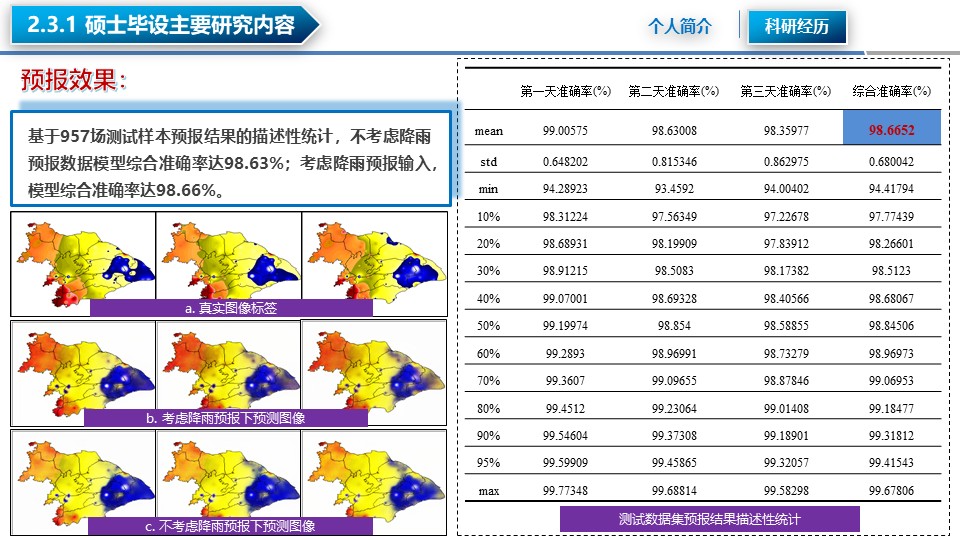 2.3.1 硕士毕设主要研究内容
个人简介
科研经历
预报效果：
基于957场测试样本预报结果的描述性统计，不考虑降雨
预报数据模型综合准确率达98.63%；考虑降雨预报输入，
模型综合准确率达98.66%。
a. 真实图像标签
b. 考虑降雨预报下预测图像
c. 不考虑降雨预报下预测图像
第一天准确率(%) 第二天准确率(%) 第三天准确率(%) 综合准确率(%)
mean 99.00575 98.63008 98.35977 98.6652
std 0.648202 0.815346 0.862975 0.680042
min 94.28923 93.4592 94.00402 94.41794
10% 98.31224 97.56349 97.22678 97.77439
20% 98.68931 98.19909 97.83912 98.26601
30% 98.91215 98.5083 98.17382 98.5123
40% 99.07001 98.69328 98.40566 98.68067
50% 99.19974 98.854 98.58855 98.84506
60% 99.2893 98.96991 98.73279 98.96973
70% 99.3607 99.09655 98.87846 99.06953
80% 99.4512 99.23064 99.01408 99.18477
90% 99.54604 99.37308 99.18901 99.31812
95% 99.59909 99.45865 99.32057 99.41543
max 99.77348 99.68814 99.58298 99.67806
测试数据集预报结果描述性统计